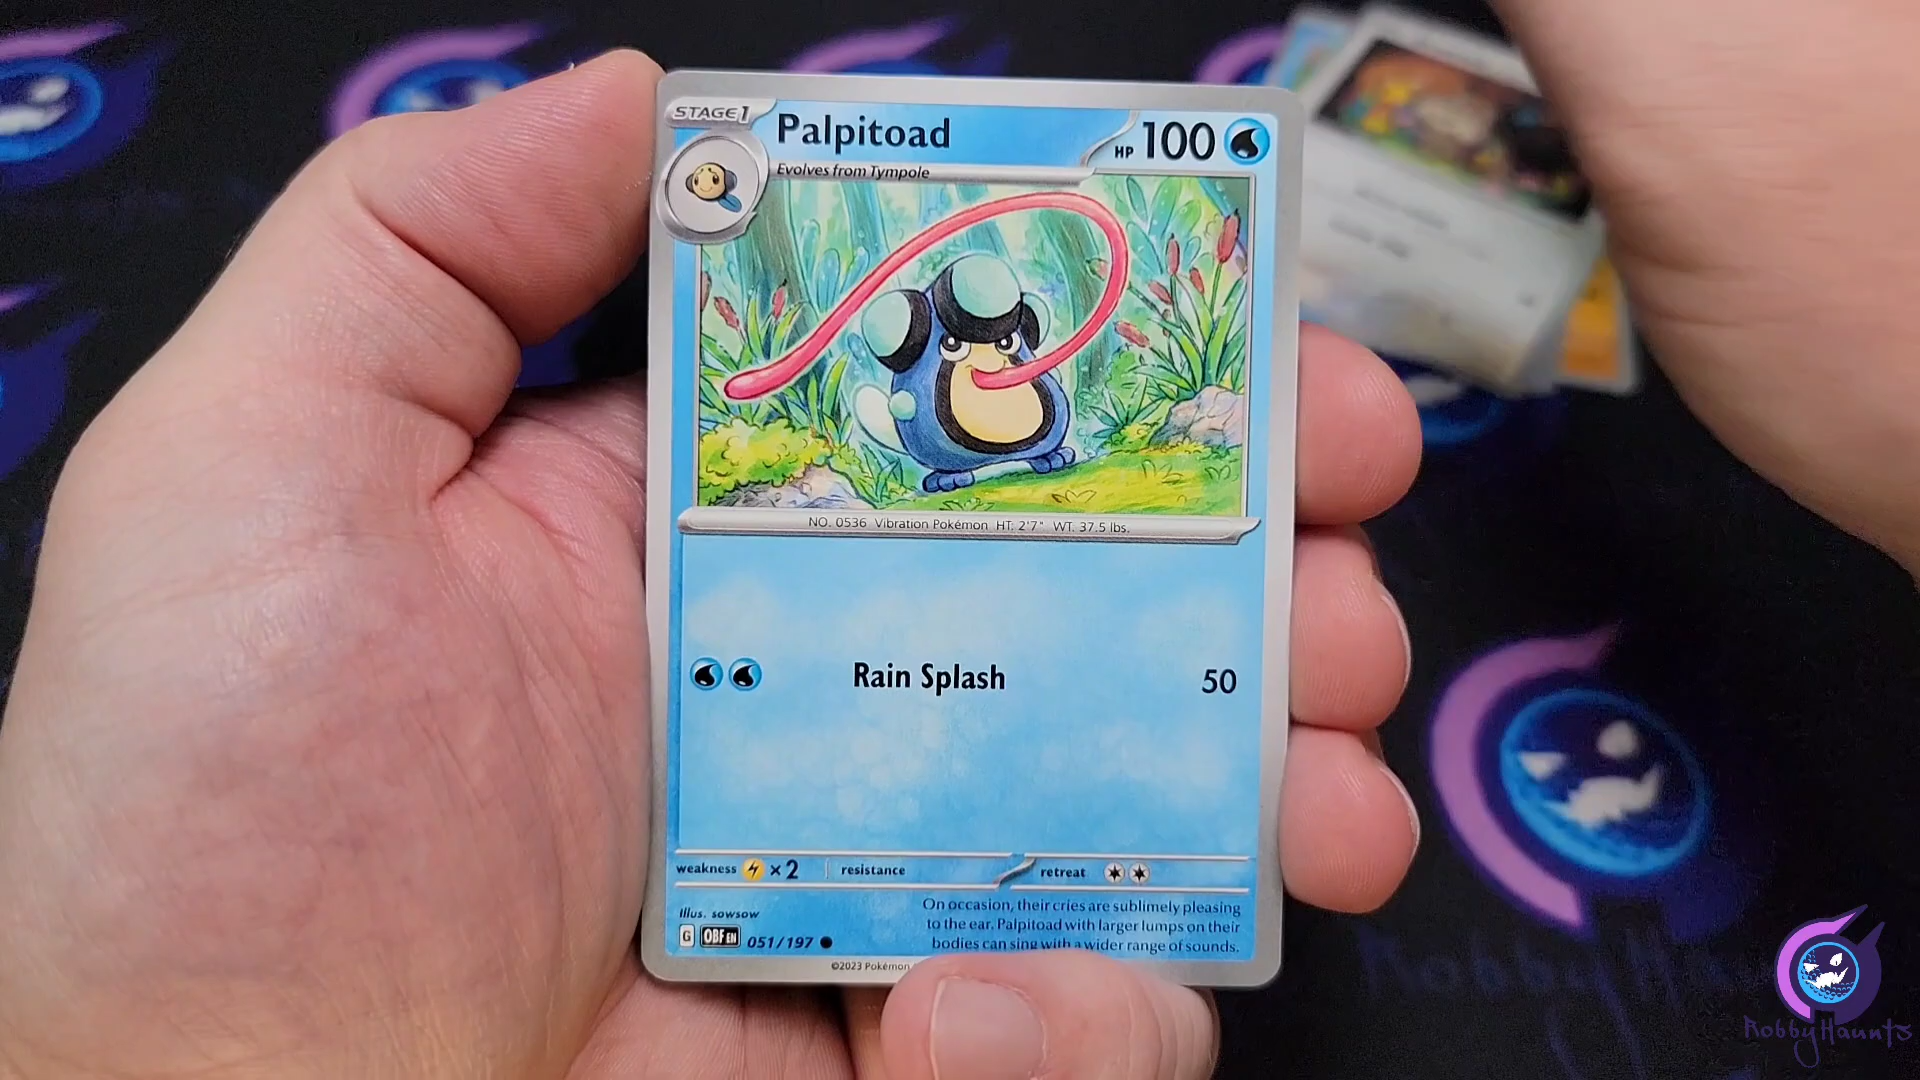 STAGE1
Palpitoad
HP 100
Evolves from Tympole
NO. 0536 Vibration Pokémon HT: 2'7" WT. 37.5 lbs.
Rain Splash 50
weakness ×2 resistance retreat
Illus. sowsow
On occasion, their cries are sublimely pleasing
to the ear. Palpitoad with larger lumps on their
bodies can sing with a wider range of sounds.
G OBF EN 051/197
©2023 Pokémon
RobbyHaunts